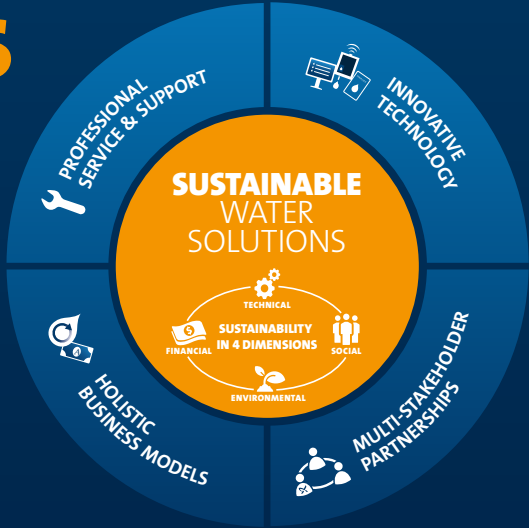 S
PROFESSIONAL
SERVICE & SUPPORT
INNOVATIVE
TECHNOLOGY
SUSTAINABLE
WATER
SOLUTIONS
TECHNICAL
FINANCIAL
SUSTAINABILITY
IN 4 DIMENSIONS
SOCIAL
ENVIRONMENTAL
HOLISTIC
BUSINESS MODELS
MULTI-STAKEHOLDER
PARTNERSHIPS